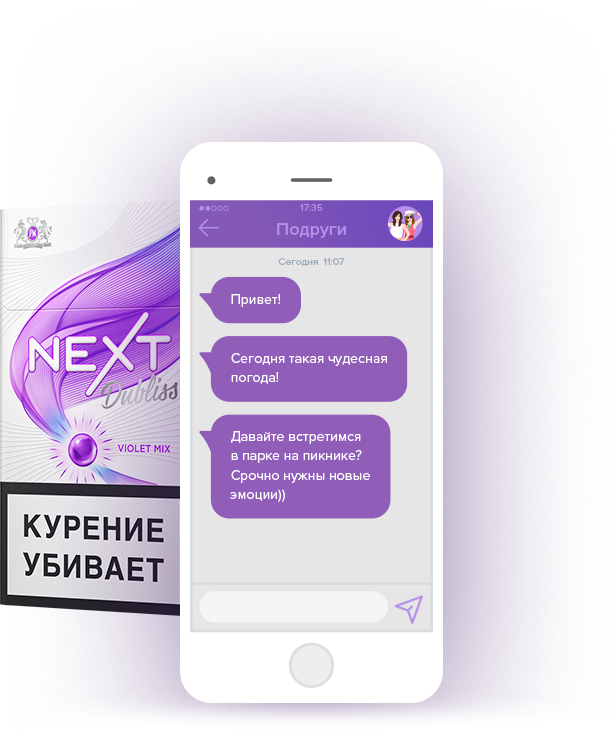 17:35
Подруги
Сегодня 11:07
Привет!
Сегодня такая чудесная
погода!
Давайте встретимся
в парке на пикнике?
Срочно нужны новые
эмоции))
NEXT
Dubliss
VIOLET MIX
КУРЕНИЕ
УБИВАЕТ